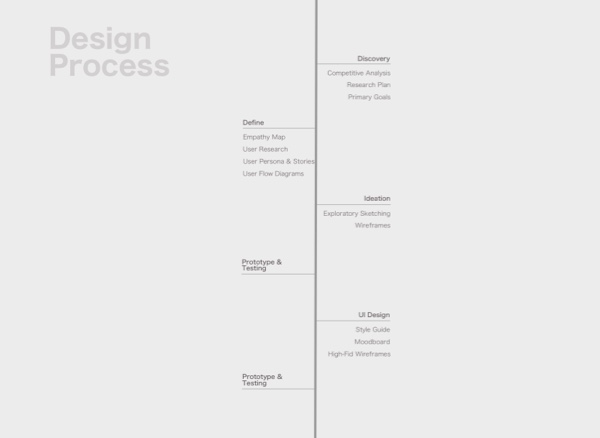 Design
Process
Discovery
Competitive Analysis
Research Plan
Primary Goals
Define
Empathy Map
User Research
User Persona & Stories
User Flow Diagrams
Ideation
Exploratory Sketching
Wireframes
Prototype &
Testing
UI Design
Style Guide
Moodboard
High-Fid Wireframes
Prototype &
Testing